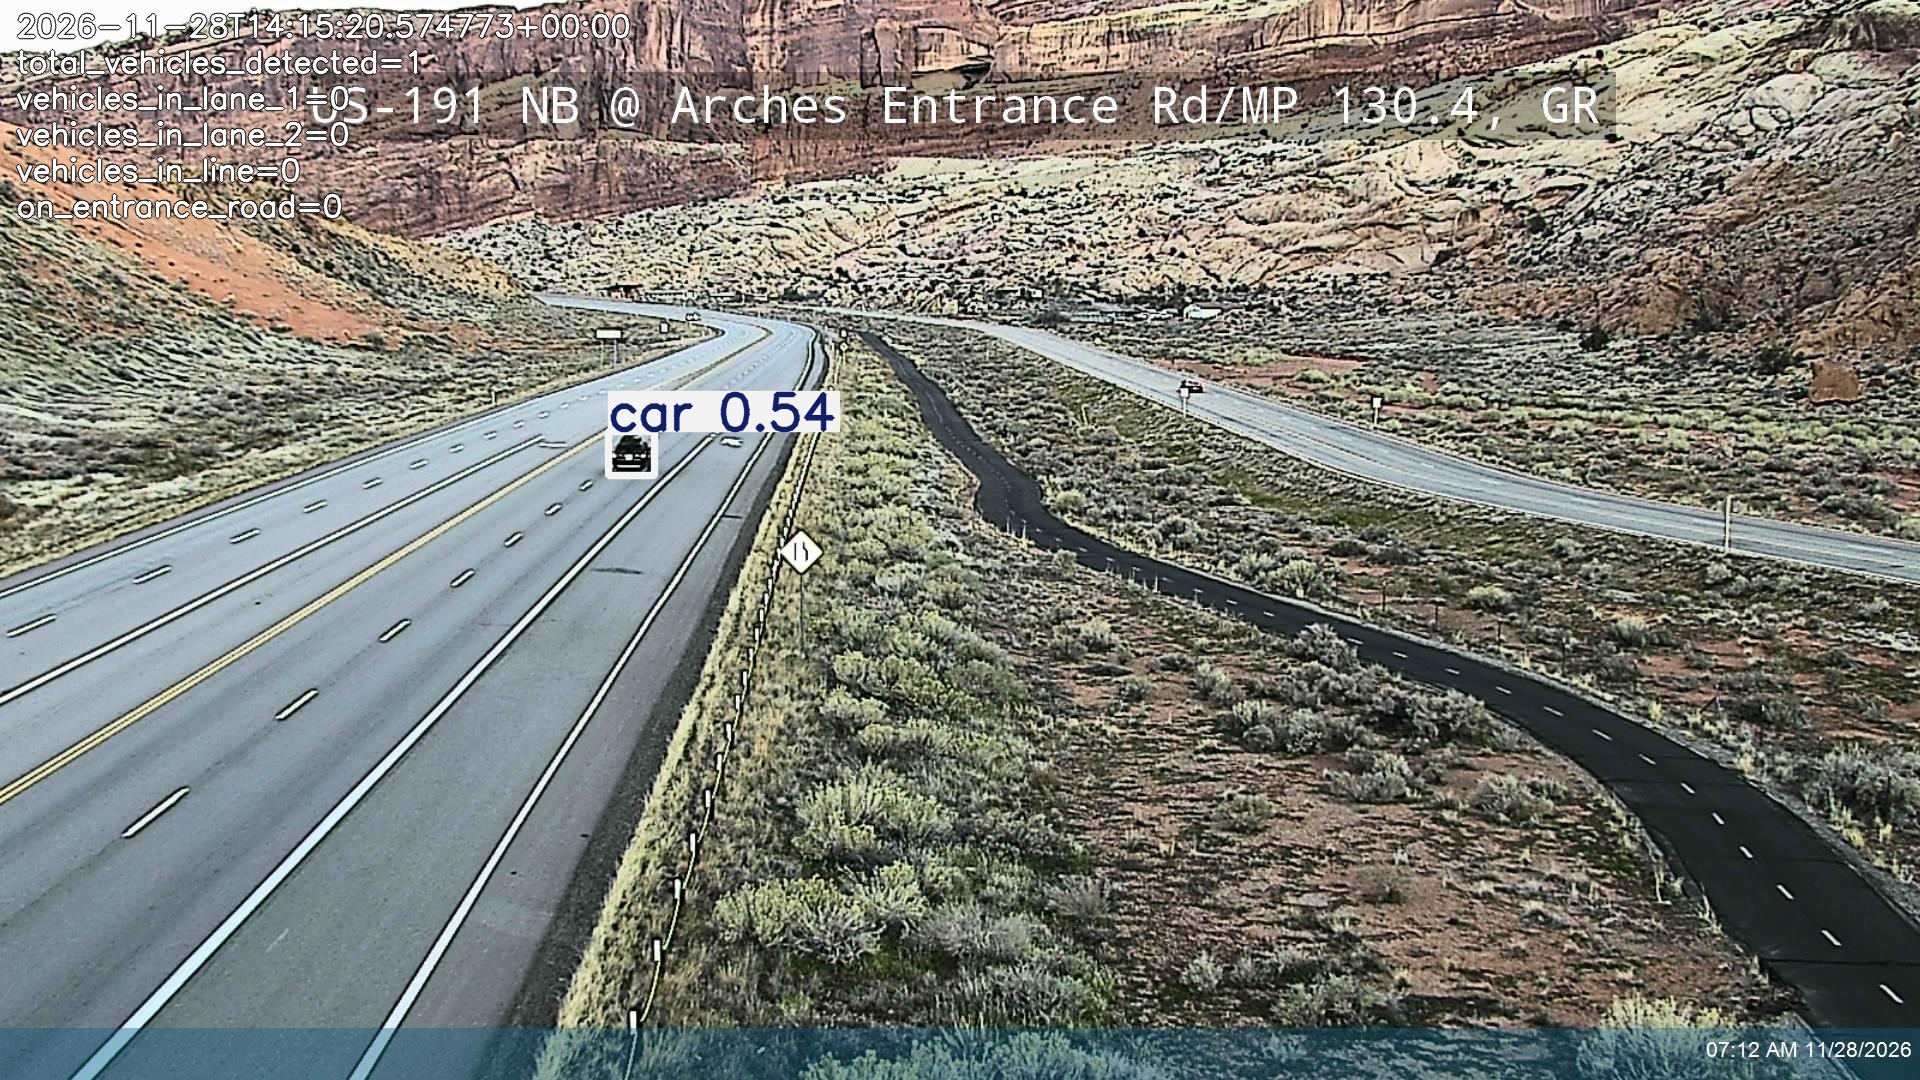 2026-11-28T14:15:20.574773+00:00
total_vehicles_detected=1
vehicles_in_lane_1=0
US-191 NB @ Arches Entrance Rd/MP 130.4, GR
vehicles_in_lane_2=0
vehicles_in_line=0
on_entrance_road=0
car 0.54
07:12 AM 11/28/2026